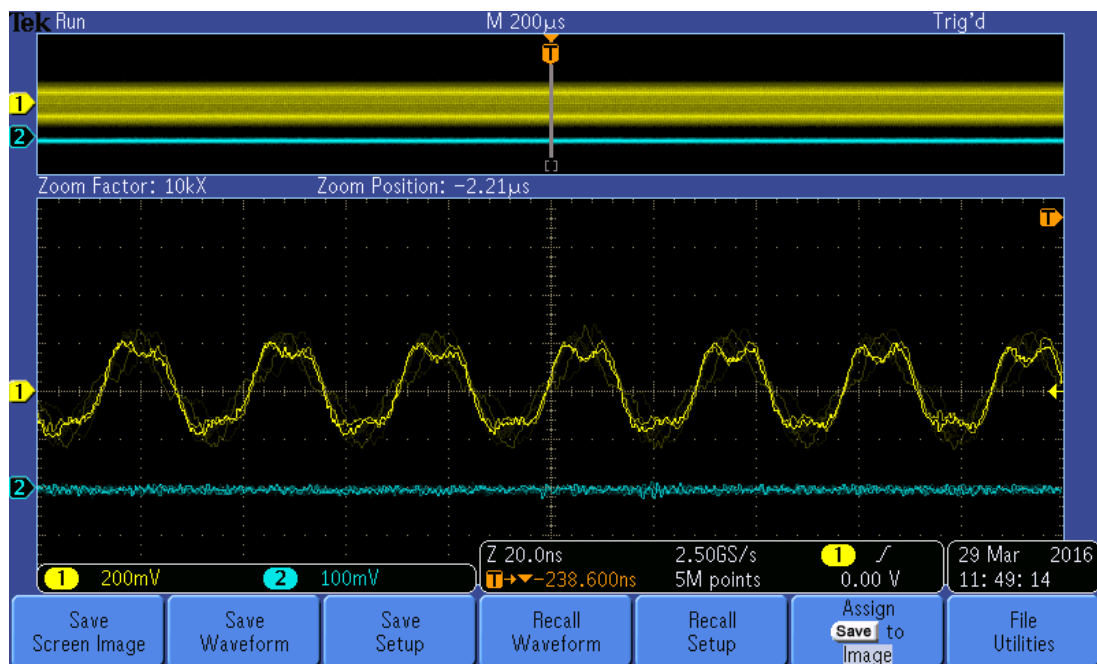 Tek Run M 200µs Trig'd
T
1
2
[]
Zoom Factor: 10kX Zoom Position: -2.21µs
T
1
2
1 200mV 2 100mV
Z 20.0ns 2.50GS/s 1 /
T→▼-238.600ns 5M points 0.00 V
29 Mar 2016
11:49:14
Save Screen Image
Save Waveform
Save Setup
Recall Waveform
Recall Setup
Assign Save to Image
File Utilities